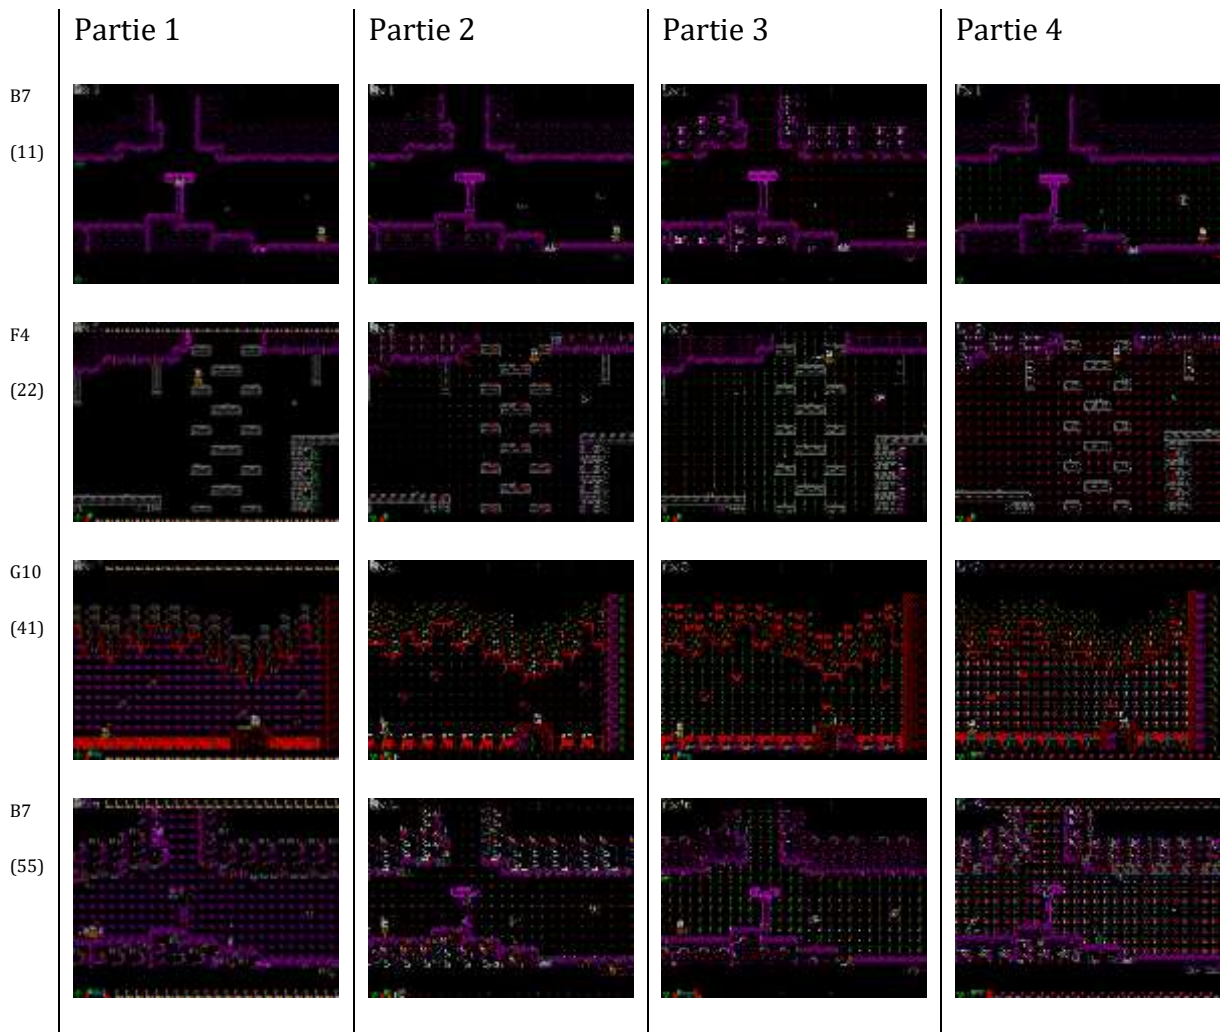 Partie 1 Partie 2 Partie 3 Partie 4
B7
(11)
F4
(22)
G10
(41)
B7
(55)